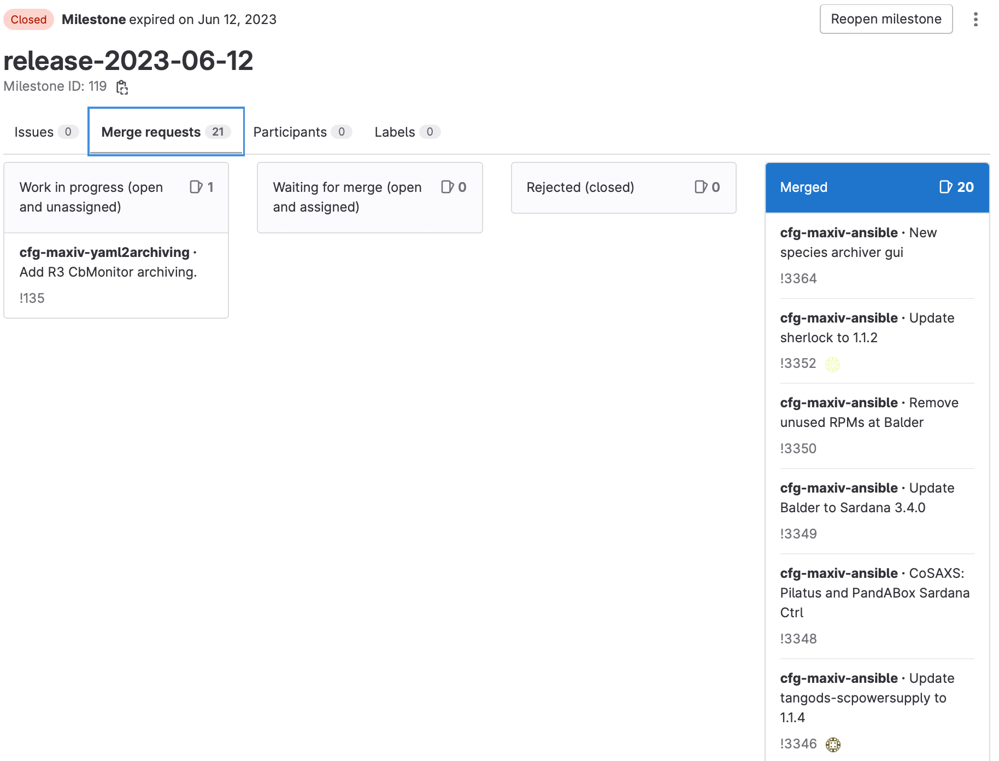 Closed Milestone expired on Jun 12, 2023
Reopen milestone
release-2023-06-12
Milestone ID: 119
Issues 0
Merge requests 21
Participants 0
Labels 0
Work in progress (open
and unassigned)
1
cfg-maxiv-yaml2archiving ·
Add R3 CbMonitor archiving.
!135
Waiting for merge (open
and assigned)
0
Rejected (closed)
0
Merged
20
cfg-maxiv-ansible · New
species archiver gui
!3364
cfg-maxiv-ansible · Update
sherlock to 1.1.2
!3352
cfg-maxiv-ansible · Remove
unused RPMs at Balder
!3350
cfg-maxiv-ansible · Update
Balder to Sardana 3.4.0
!3349
cfg-maxiv-ansible · CoSAXS:
Pilatus and PandABox Sardana
Ctrl
!3348
cfg-maxiv-ansible · Update
tangods-scpowersupply to
1.1.4
!3346